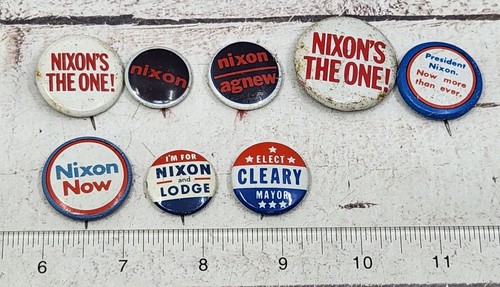 NIXON'S
THE ONE!
nixon
nixon
agnew
NIXON'S
THE ONE!
President
Nixon.
Now more
than ever.
Nixon
Now
I'M FOR
NIXON
and
LODGE
★ ELECT ★
CLEARY
MAYOR
★★★
6 7 8 9 10 11